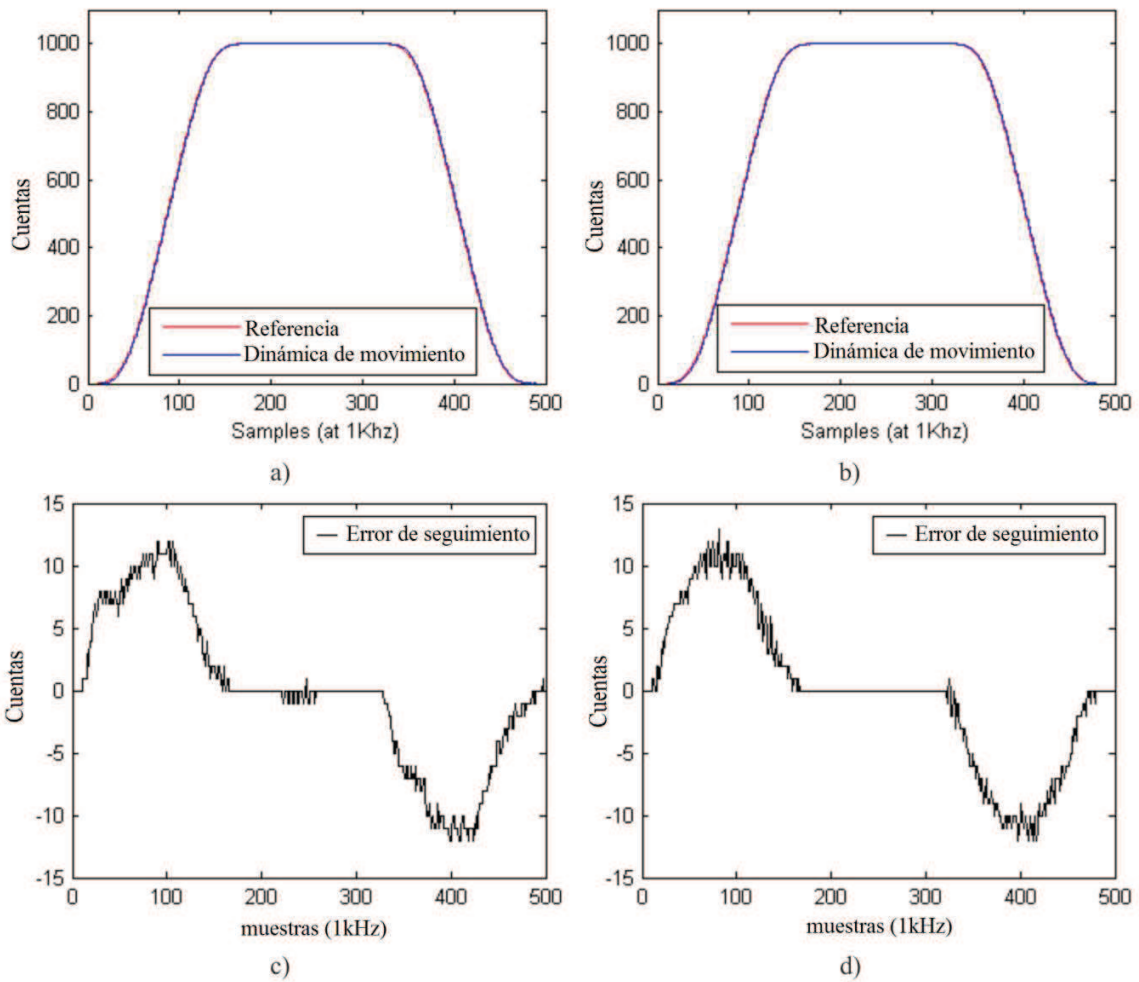 1000
800
600
400
200
0
Cuentas
Referencia
Dinámica de movimiento
0 100 200 300 400 500
Samples (at 1Khz)
a)
1000
800
600
400
200
0
Cuentas
Referencia
Dinámica de movimiento
0 100 200 300 400 500
Samples (at 1Khz)
b)
15
10
5
0
-5
-10
-15
Cuentas
Error de seguimiento
0 100 200 300 400 500
muestras (1kHz)
c)
15
10
5
0
-5
-10
-15
Cuentas
Error de seguimiento
0 100 200 300 400 500
muestras (1kHz)
d)